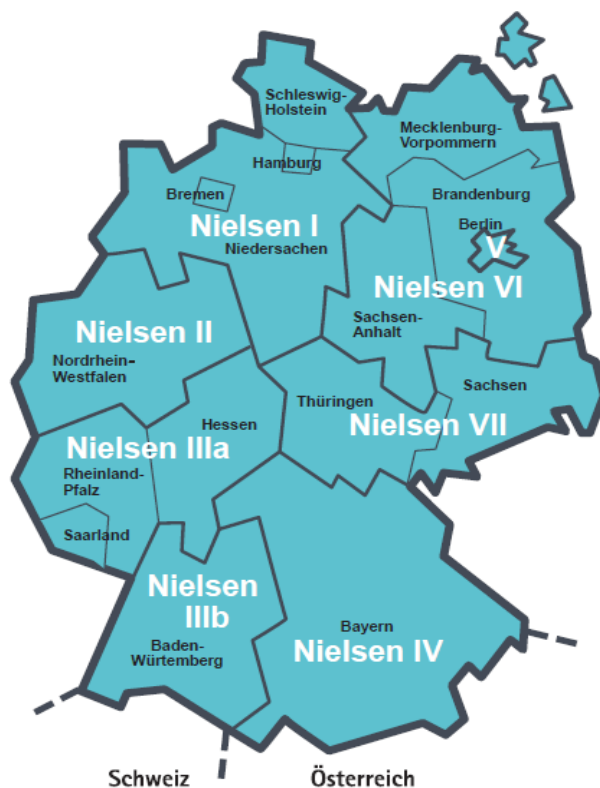 Schleswig-
Holstein
Mecklenburg-
Vorpommern
Hamburg
Bremen
Brandenburg
Nielsen I
Berlin
V
Niedersachen
Nielsen VI
Nielsen II
Sachsen-
Anhalt
Nordrhein-
Westfalen
Sachsen
Thüringen
Hessen
Nielsen VII
Nielsen IIIa
Rheinland-
Pfalz
Saarland
Nielsen
IIIb
Bayern
Nielsen IV
Baden-
Würtemberg
Schweiz
Österreich